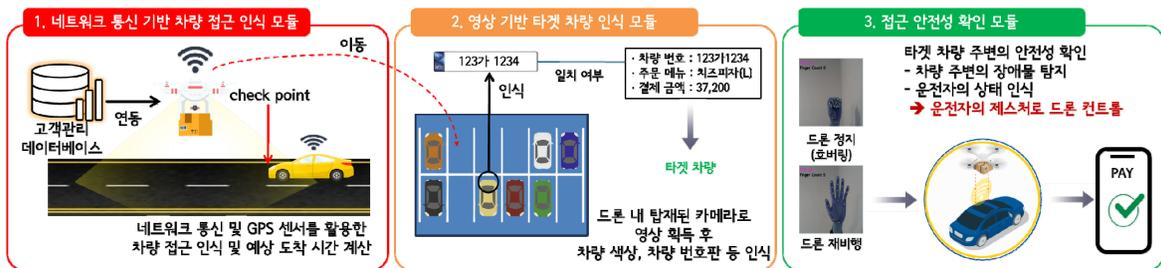 1. 네트워크 통신 기반 차량 접근 인식 모듈
이동
check point
연동
고객관리
데이터베이스
네트워크 통신 및 GPS 센서를 활용한
차량 접근 인식 및 예상 도착 시간 계산
2. 영상 기반 타겟 차량 인식 모듈
123가 1234
일치 여부
· 차량 번호 : 123가1234
· 주문 메뉴 : 치즈피자(L)
· 결제 금액 : 37,200
인식
타겟 차량
드론 내 탑재된 카메라로
영상 획득 후
차량 색상, 차량 번호판 등 인식
3. 접근 안전성 확인 모듈
타겟 차량 주변의 안전성 확인
- 차량 주변의 장애물 탐지
- 운전자의 상태 인식
➔ 운전자의 제스처로 드론 컨트롤
드론 정지
(호버링)
드론 재비행
PAY